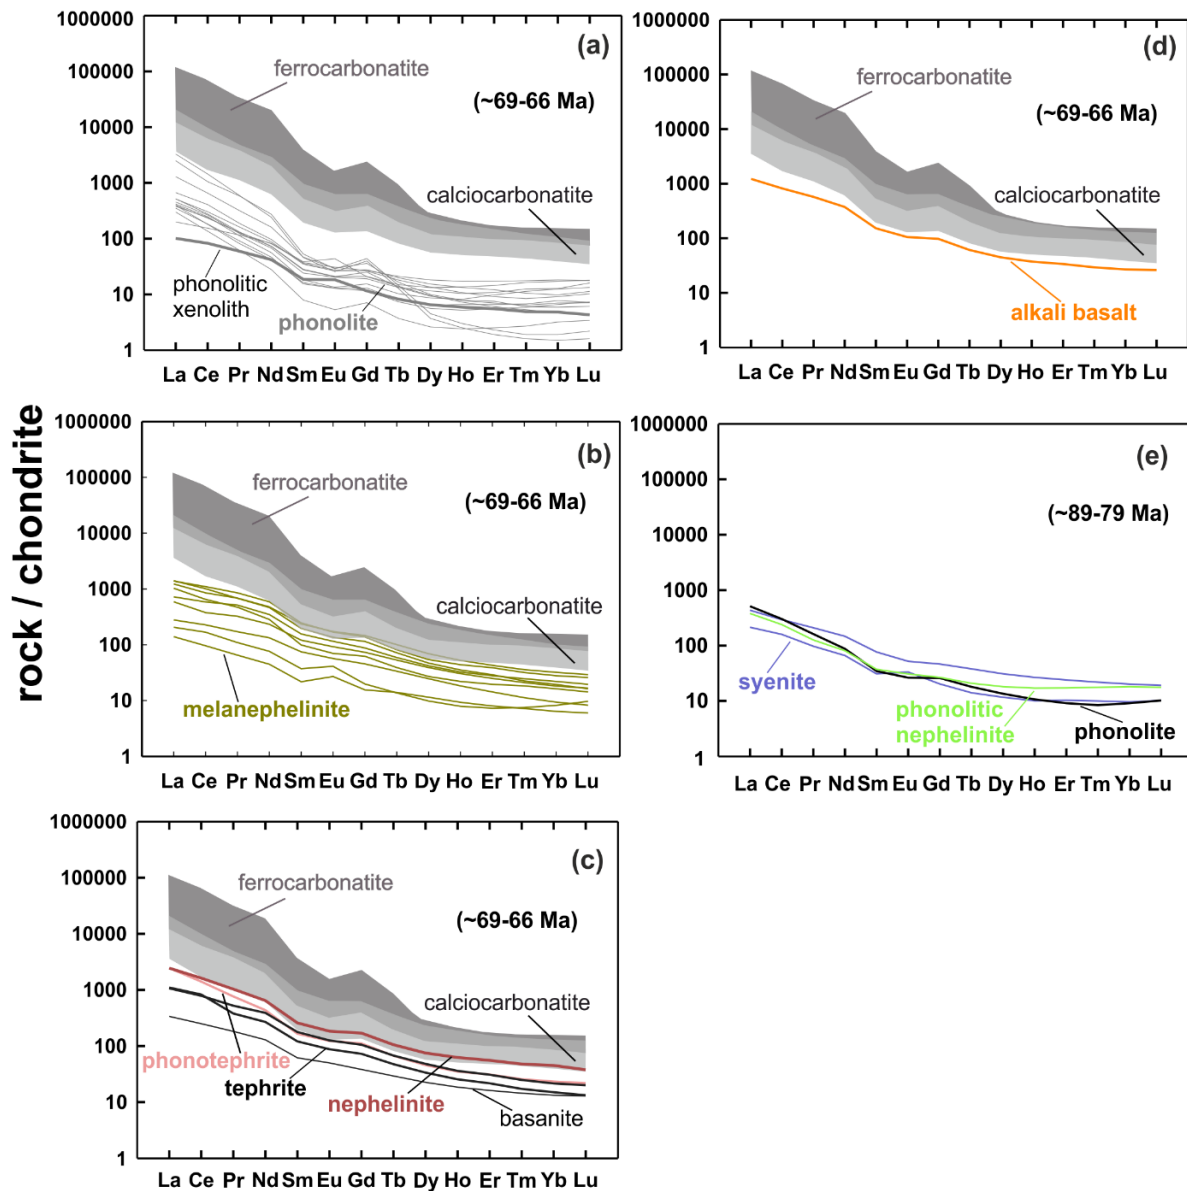 rock / chondrite
1000000
100000
10000
1000
100
10
1
(a)
ferrocarbonatite
(~69-66 Ma)
calciocarbonatite
phonolitic
xenolith
phonolite
La Ce Pr Nd Sm Eu Gd Tb Dy Ho Er Tm Yb Lu
1000000
100000
10000
1000
100
10
1
(d)
ferrocarbonatite
(~69-66 Ma)
calciocarbonatite
alkali basalt
La Ce Pr Nd Sm Eu Gd Tb Dy Ho Er Tm Yb Lu
1000000
100000
10000
1000
100
10
1
(b)
ferrocarbonatite
(~69-66 Ma)
calciocarbonatite
melanephelinite
La Ce Pr Nd Sm Eu Gd Tb Dy Ho Er Tm Yb Lu
1000000
100000
10000
1000
100
10
1
(e)
(~89-79 Ma)
syenite
phonolitic
nephelinite
phonolite
La Ce Pr Nd Sm Eu Gd Tb Dy Ho Er Tm Yb Lu
1000000
100000
10000
1000
100
10
1
(c)
ferrocarbonatite
(~69-66 Ma)
calciocarbonatite
phonotephrite
tephrite
nephelinite
basanite
La Ce Pr Nd Sm Eu Gd Tb Dy Ho Er Tm Yb Lu